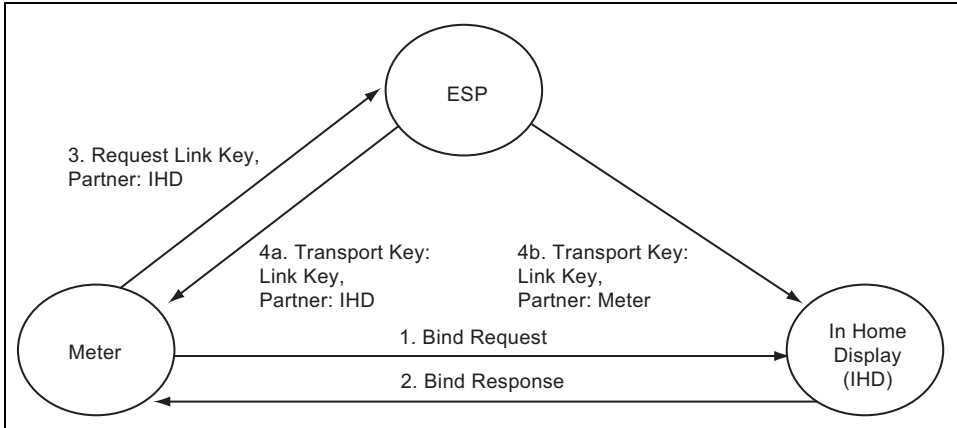 ESP
3. Request Link Key,
Partner: IHD
4a. Transport Key:
Link Key,
Partner: IHD
4b. Transport Key:
Link Key,
Partner: Meter
Meter
1. Bind Request
2. Bind Response
In Home
Display
(IHD)